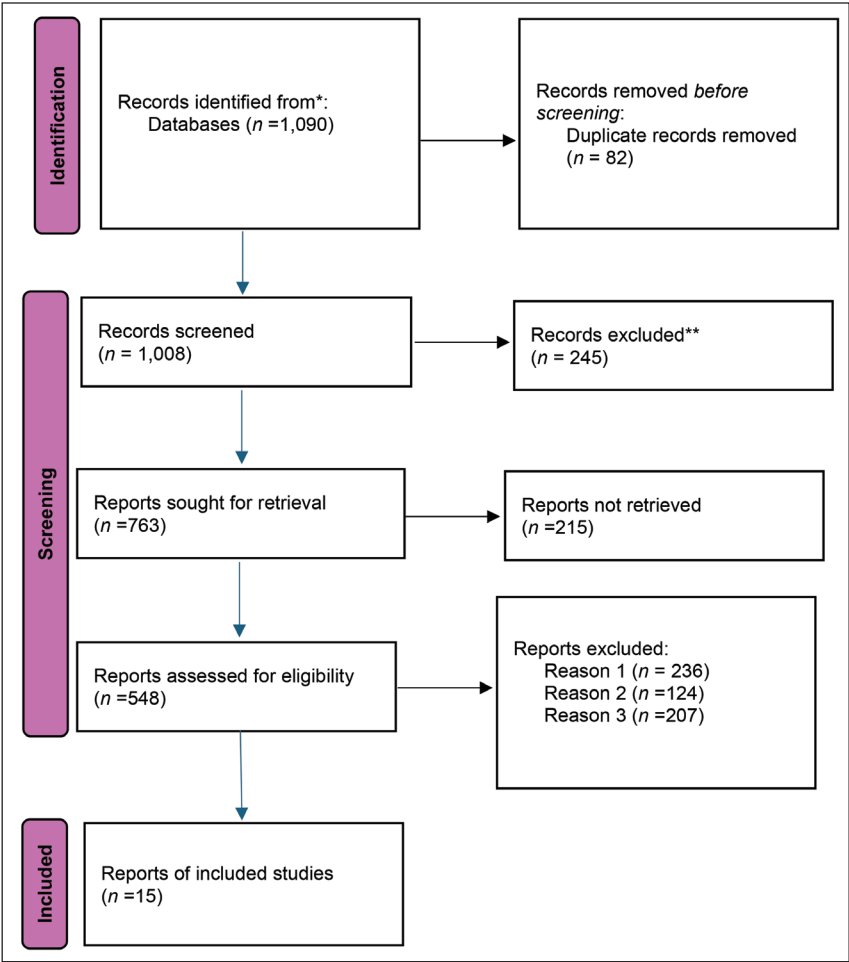 Identification
Records identified from*:
Databases (n =1,090)
Records removed before
screening:
Duplicate records removed
(n = 82)
Screening
Records screened
(n = 1,008)
Records excluded**
(n = 245)
Reports sought for retrieval
(n =763)
Reports not retrieved
(n =215)
Reports assessed for eligibility
(n =548)
Reports excluded:
Reason 1 (n = 236)
Reason 2 (n =124)
Reason 3 (n =207)
Included
Reports of included studies
(n =15)